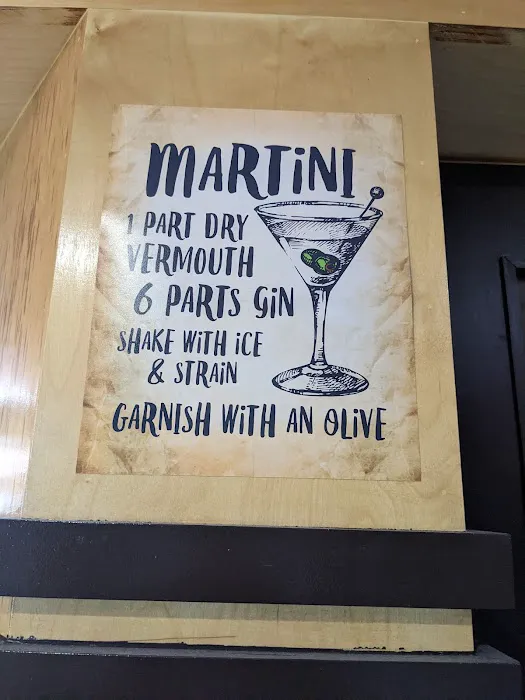 MARTINI
1 PART DRY
VERMOUTH
6 PARTS GIN
SHAKE WITH ICE
& STRAIN
GARNISH WITH AN OLIVE